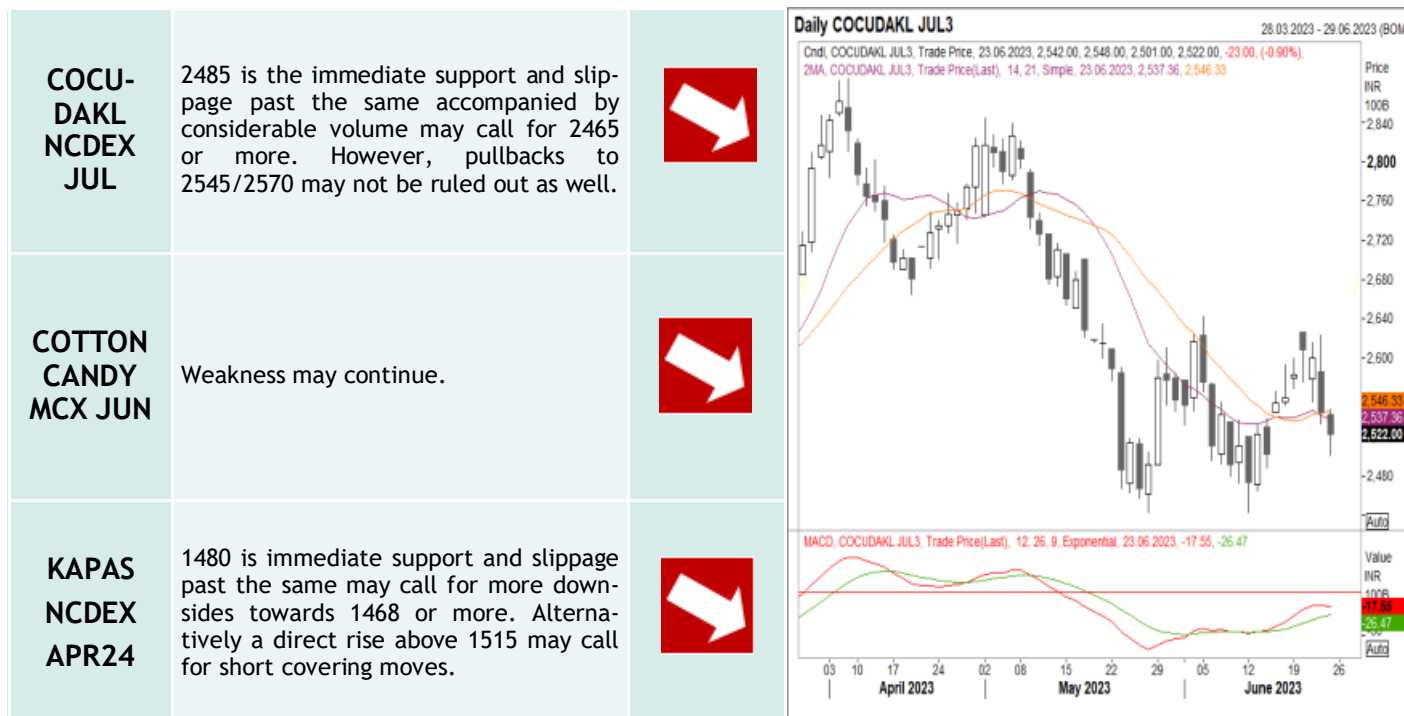 COCU-
DAKL
NCDEX
JUL
2485 is the immediate support and slip-
page past the same accompanied by
considerable volume may call for 2465
or more. However, pullbacks to
2545/2570 may not be ruled out as well.
COTTON
CANDY
MCX JUN
Weakness may continue.
KAPAS
NCDEX
APR24
1480 is immediate support and slippage
past the same may call for more down-
sides towards 1468 or more. Alterna-
tively a direct rise above 1515 may call
for short covering moves.
Daily COCUDAKL JUL3
28.03.2023 - 29.06.2023 (BOM
Cndl, COCUDAKL JUL3, Trade Price, 23.06.2023, 2,542.00, 2,548.00, 2,501.00, 2,522.00, -23.00, (-0.90%),
2MA, COCUDAKL JUL3, Trade Price(Last), 14, 21, Simple, 23.06.2023, 2,537.36, 2,546.33
Price
INR
100B
2,840
2,800
2,760
2,720
2,680
2,640
2,600
2,546.33
2,537.36
2,522.00
2,480
Auto
MACD, COCUDAKL JUL3, Trade Price(Last), 12, 26, 9, Exponential, 23.06.2023, -17.55, -26.47
Value
INR
100B
-17.55
-26.47
Auto
03 10 17 24 02 08 15 22 29 05 12 19 26
April 2023 May 2023 June 2023